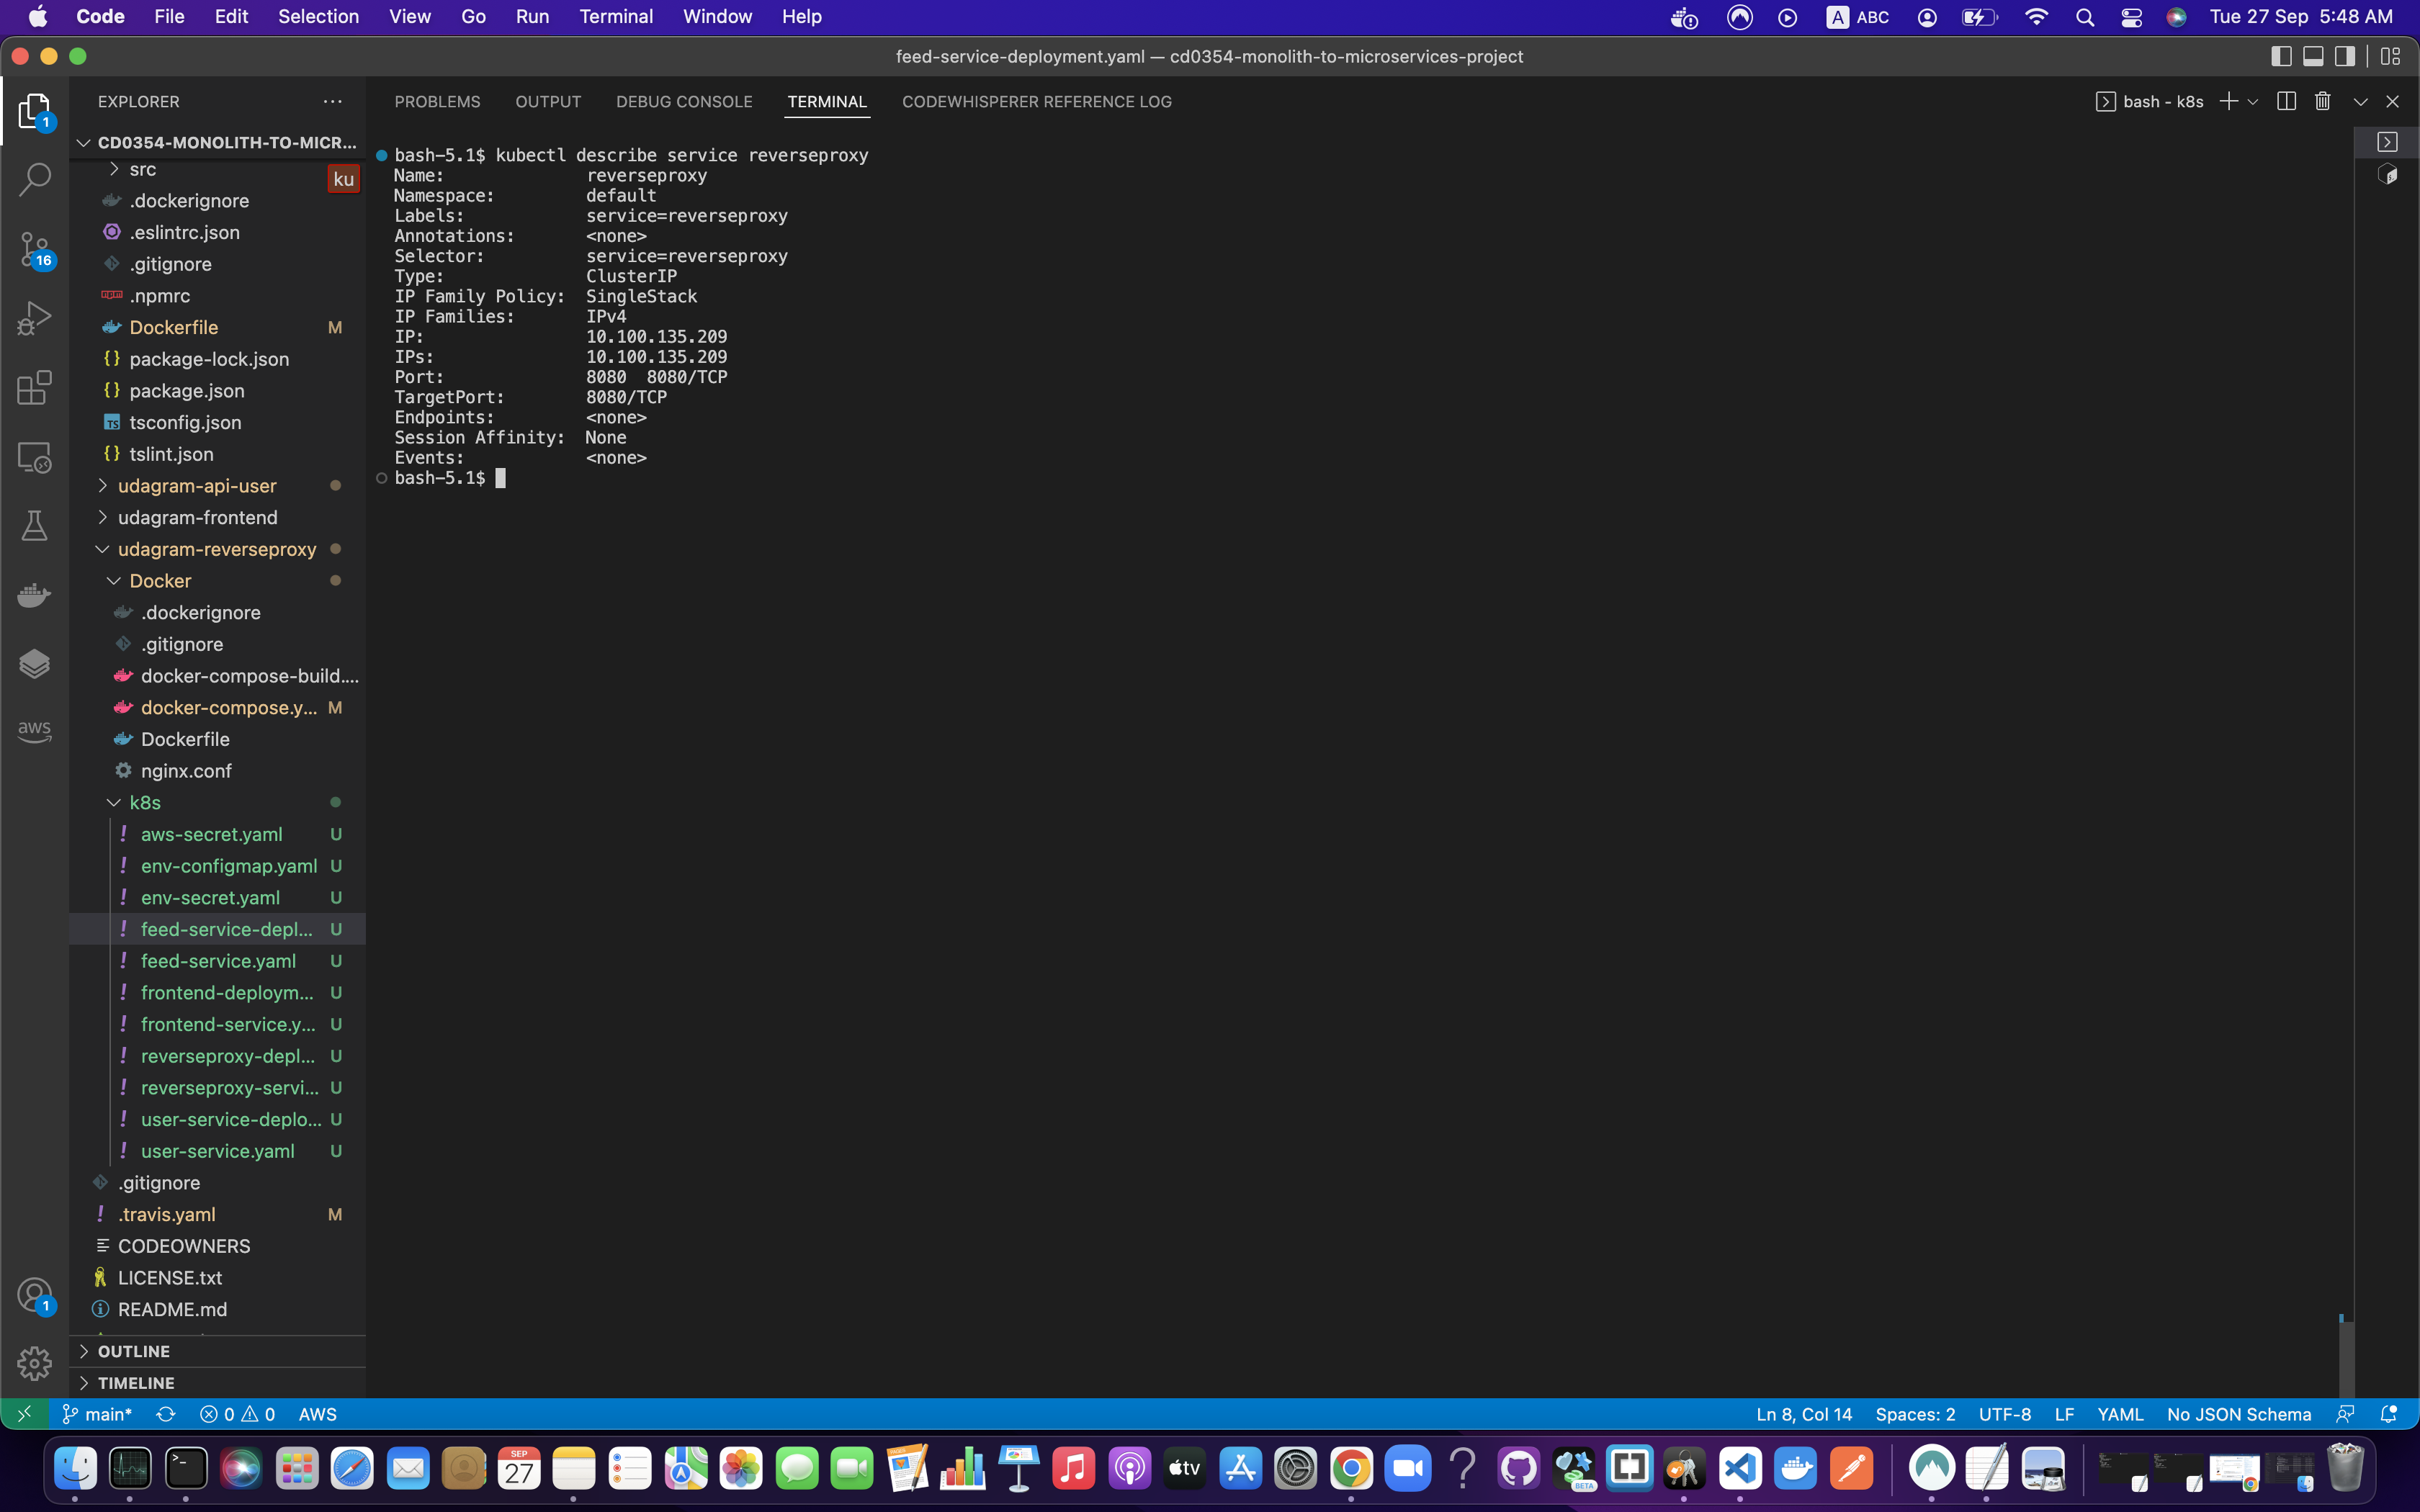 Code File Edit Selection View Go Run Terminal Window Help
A ABC
Tue 27 Sep 5:48 AM
feed-service-deployment.yaml — cd0354-monolith-to-microservices-project
EXPLORER
PROBLEMS OUTPUT DEBUG CONSOLE TERMINAL CODEWHISPERER REFERENCE LOG
bash - k8s
1
CD0354-MONOLITH-TO-MICR...
src
ku
.dockerignore
.eslintrc.json
16
.gitignore
.npmrc
Dockerfile M
package-lock.json
package.json
tsconfig.json
tslint.json
udagram-api-user
udagram-frontend
udagram-reverseproxy
Docker
.dockerignore
.gitignore
docker-compose-build....
docker-compose.y... M
aws
Dockerfile
nginx.conf
k8s
aws-secret.yaml U
env-configmap.yaml U
env-secret.yaml U
feed-service-depl... U
feed-service.yaml U
frontend-deploym... U
frontend-service.y... U
reverseproxy-depl... U
reverseproxy-servi... U
user-service-deplo... U
user-service.yaml U
.gitignore
.travis.yaml M
CODEOWNERS
LICENSE.txt
1
README.md
OUTLINE
TIMELINE
bash-5.1$ kubectl describe service reverseproxy
Name: reverseproxy
Namespace: default
Labels: service=reverseproxy
Annotations: <none>
Selector: service=reverseproxy
Type: ClusterIP
IP Family Policy: SingleStack
IP Families: IPv4
IP: 10.100.135.209
IPs: 10.100.135.209
Port: 8080 8080/TCP
TargetPort: 8080/TCP
Endpoints: <none>
Session Affinity: None
Events: <none>
bash-5.1$
main* 0 0 AWS
Ln 8, Col 14 Spaces: 2 UTF-8 LF YAML No JSON Schema
SEP
27
tv
BETA